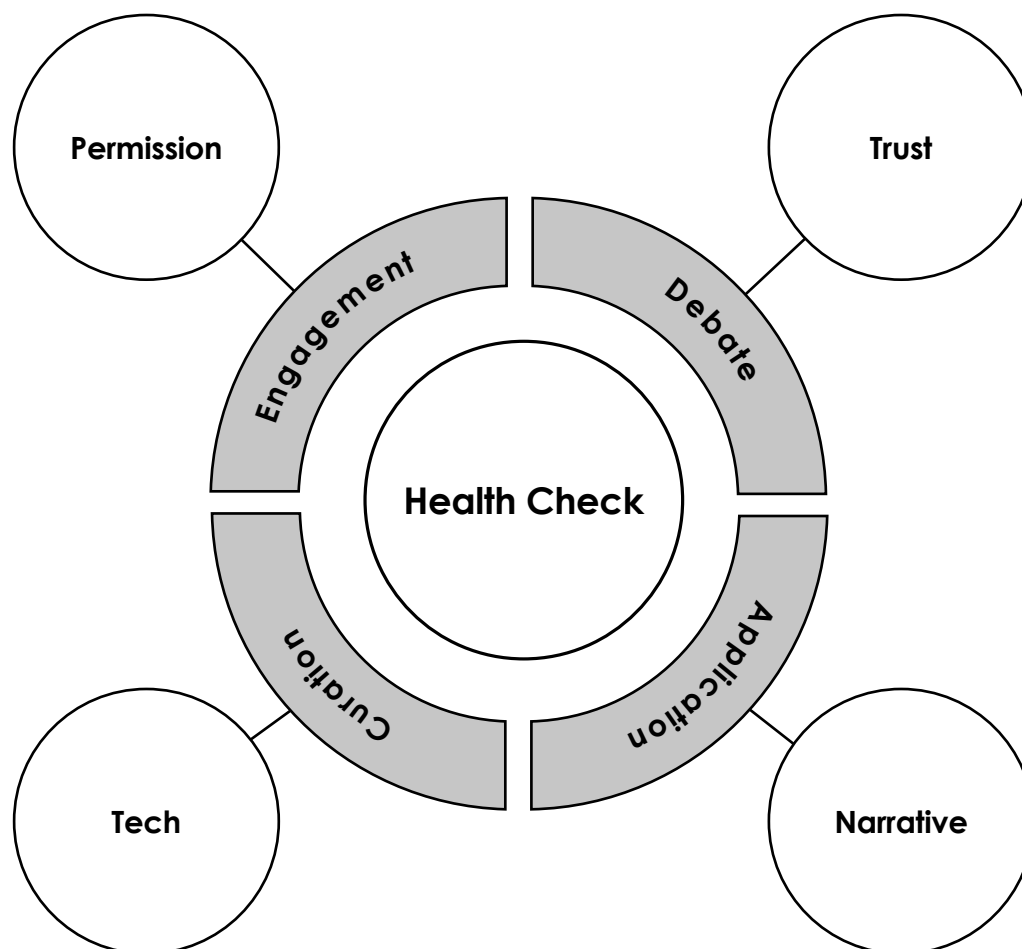 Permission
Trust
Engagement
Debate
Health Check
Curation
Application
Tech
Narrative